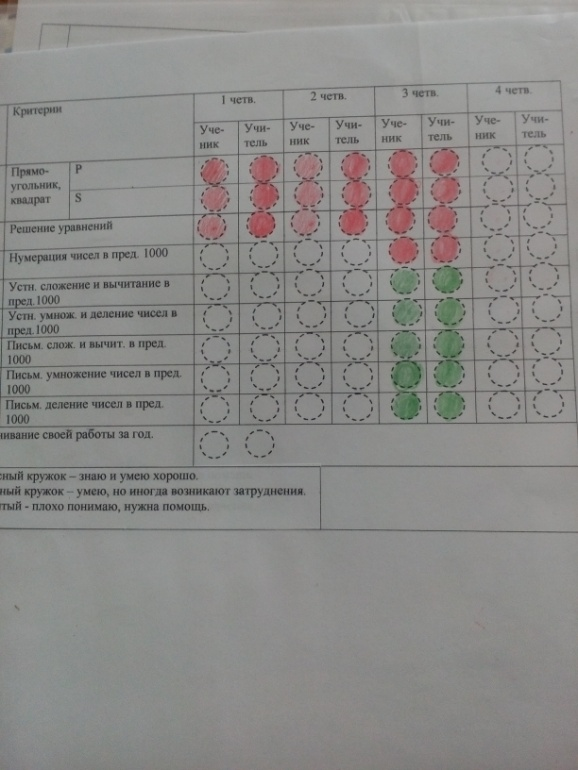 Критерии
1 четв.
2 четв.
3 четв.
4 четв.
Уче-
ник
Учи-
тель
Уче-
ник
Учи-
тель
Уче-
ник
Учи-
тель
Уче-
ник
Учи-
тель
Прямо-
угольник,
квадрат
P
S
Решение уравнений
Нумерация чисел в пред. 1000
Устн. сложение и вычитание в
пред.1000
Устн. умнож. и деление чисел в
пред.1000
Письм. слож. и вычит. в пред.
1000
Письм. умножение чисел в пред.
1000
Письм. деление чисел в пред.
1000
нивание своей работы за год.
сный кружок – знаю и умею хорошо.
ный кружок – умею, но иногда возникают затруднения.
тый - плохо понимаю, нужна помощь.